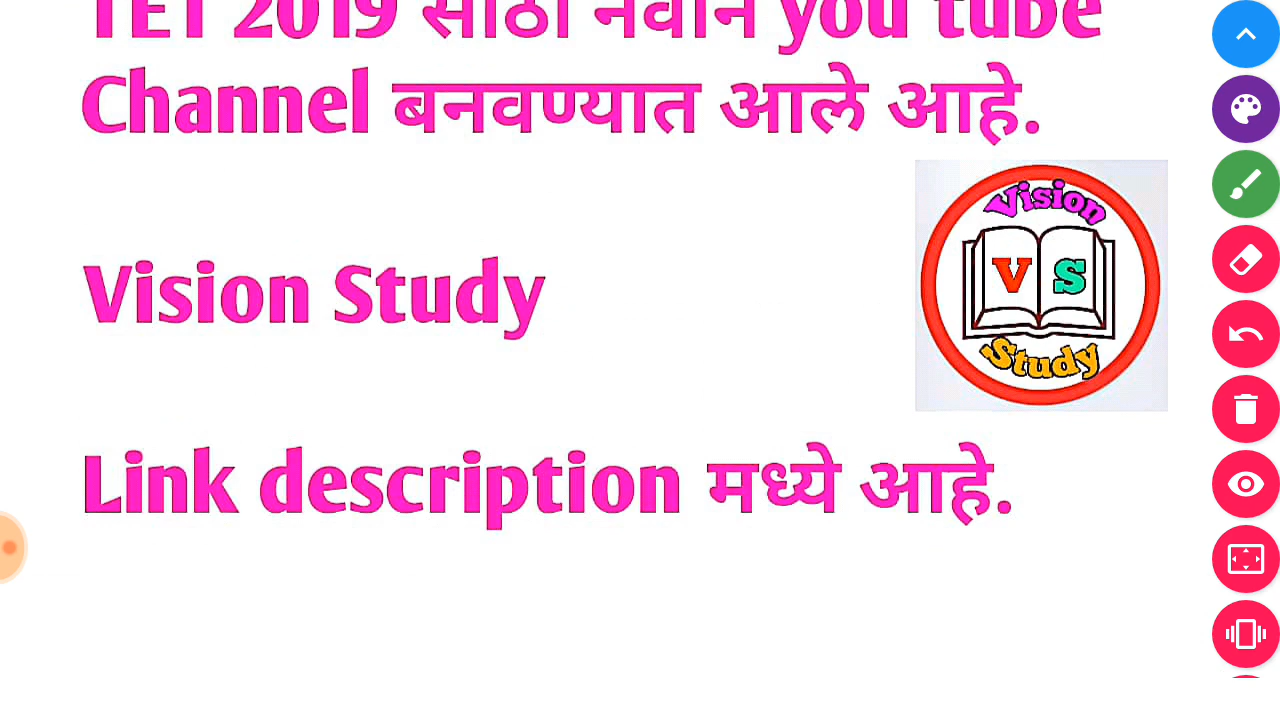 TET 2019 साठी नवीन you tube
Channel बनवण्यात आले आहे.
Vision
V S
Study
Vision Study
Link description मध्ये आहे.